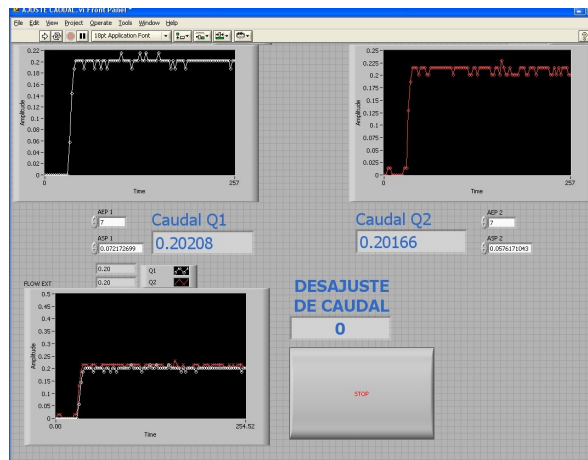 AJUSTE CAUDAL.vi Front Panel *
File Edit View Project Operate Tools Window Help
18pt Application Font
0.22
0.2
0.18
0.16
0.14
0.12
0.1
0.08
0.06
0.04
0.02
0
Amplitude
0
257
Time
0.25
0.225
0.2
0.175
0.15
0.125
0.1
0.075
0.05
0.025
0
Amplitude
0
257
Time
AEP 1
7
ASP 1
0.072172699
Caudal Q1
0.20208
Caudal Q2
0.20166
AEP 2
7
ASP 2
0.0576171043
0.20
Q1
0.20
Q2
FLOW EXT
0.5
0.45
0.4
0.35
0.3
0.25
0.2
0.15
0.1
0.05
0
Amplitude
0.00
254.52
Time
DESAJUSTE
DE CAUDAL
0
STOP